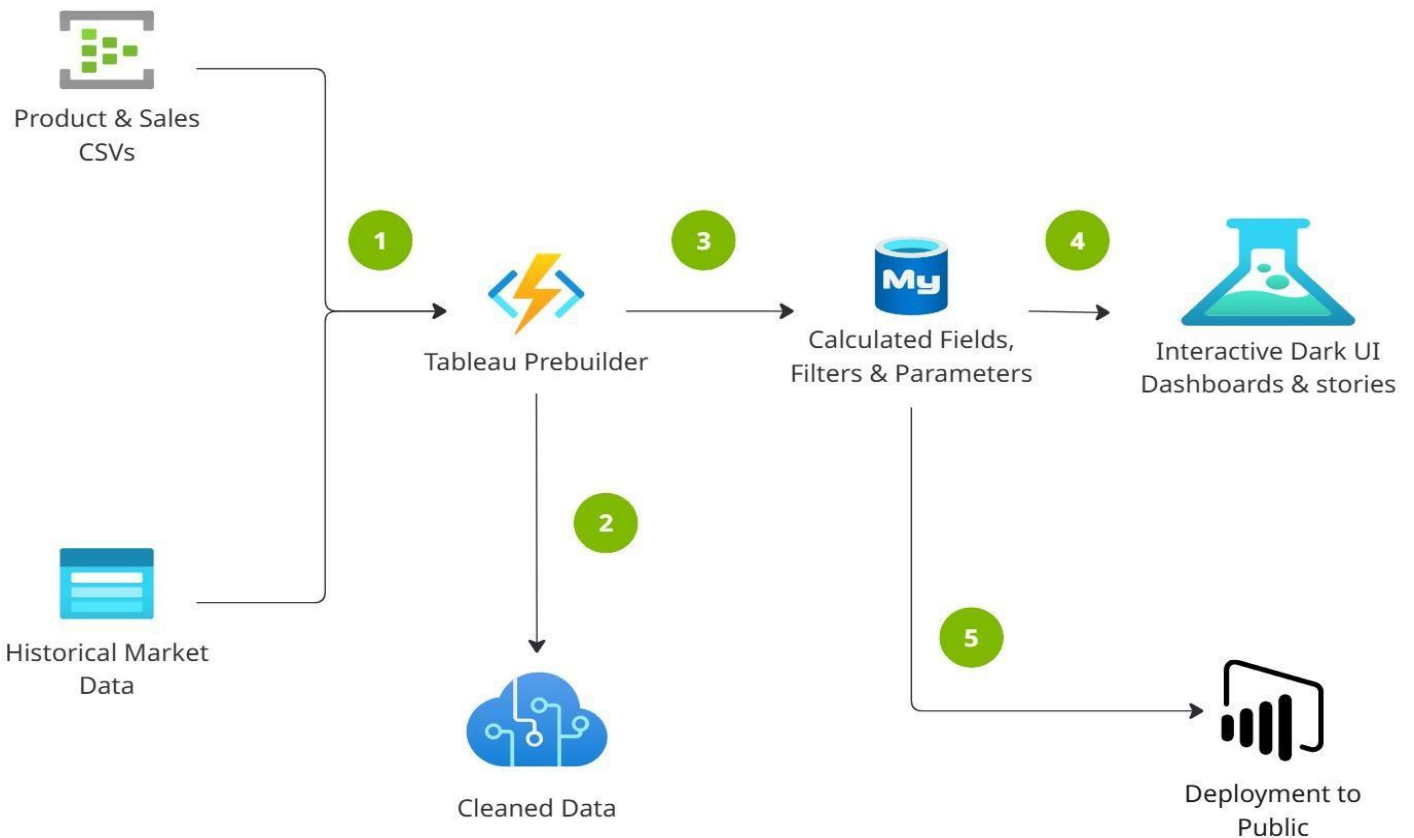 Product & Sales
CSVs
1
3
4
My
Tableau Prebuilder
Calculated Fields,
Filters & Parameters
Interactive Dark UI
Dashboards & stories
2
Historical Market
Data
5
Cleaned Data
Deployment to
Public